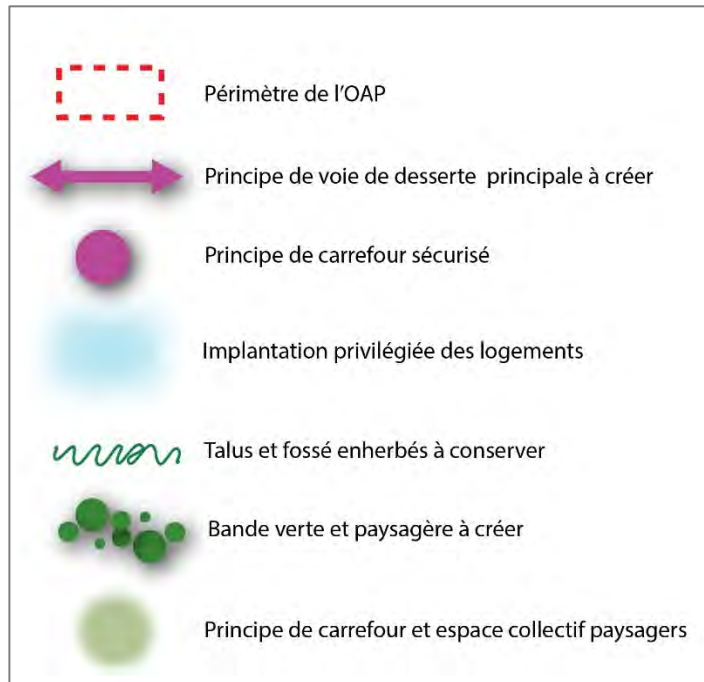 Périmètre de l'OAP
Principe de voie de desserte principale à créer
Principe de carrefour sécurisé
Implantation privilégiée des logements
Talus et fossé enherbés à conserver
Bande verte et paysagère à créer
Principe de carrefour et espace collectif paysagers